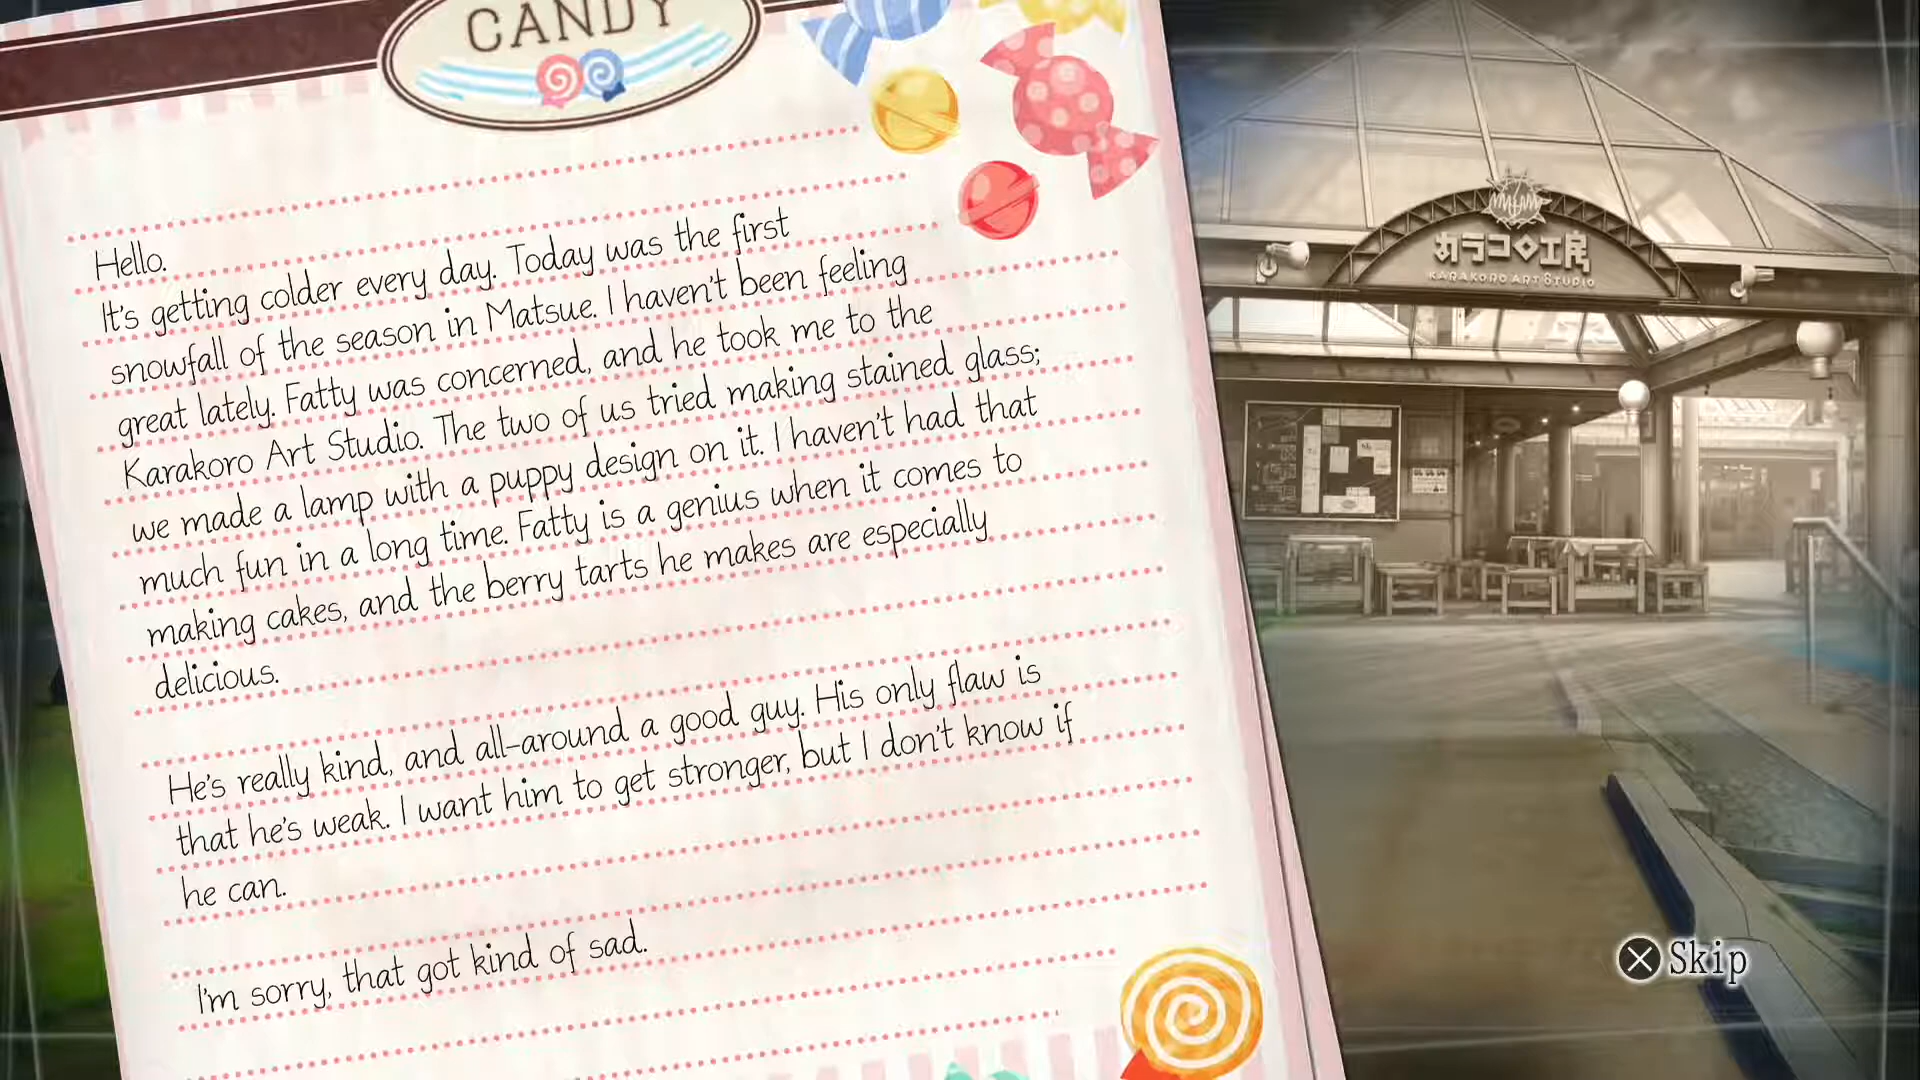 CANDY
Hello.
It's getting colder every day. Today was the first
snowfall of the season in Matsue. I haven't been feeling
great lately. Fatty was concerned, and he took me to the
Karakoro Art Studio. The two of us tried making stained glass;
we made a lamp with a puppy design on it. I haven't had that
much fun in a long time. Fatty is a genius when it comes to
making cakes, and the berry tarts he makes are especially
delicious.
He's really kind, and all-around a good guy. His only flaw is
that he's weak. I want him to get stronger, but I don't know if
he can.
I'm sorry, that got kind of sad.
カラコロ工房
KARAKORO ART STUDIO
Skip